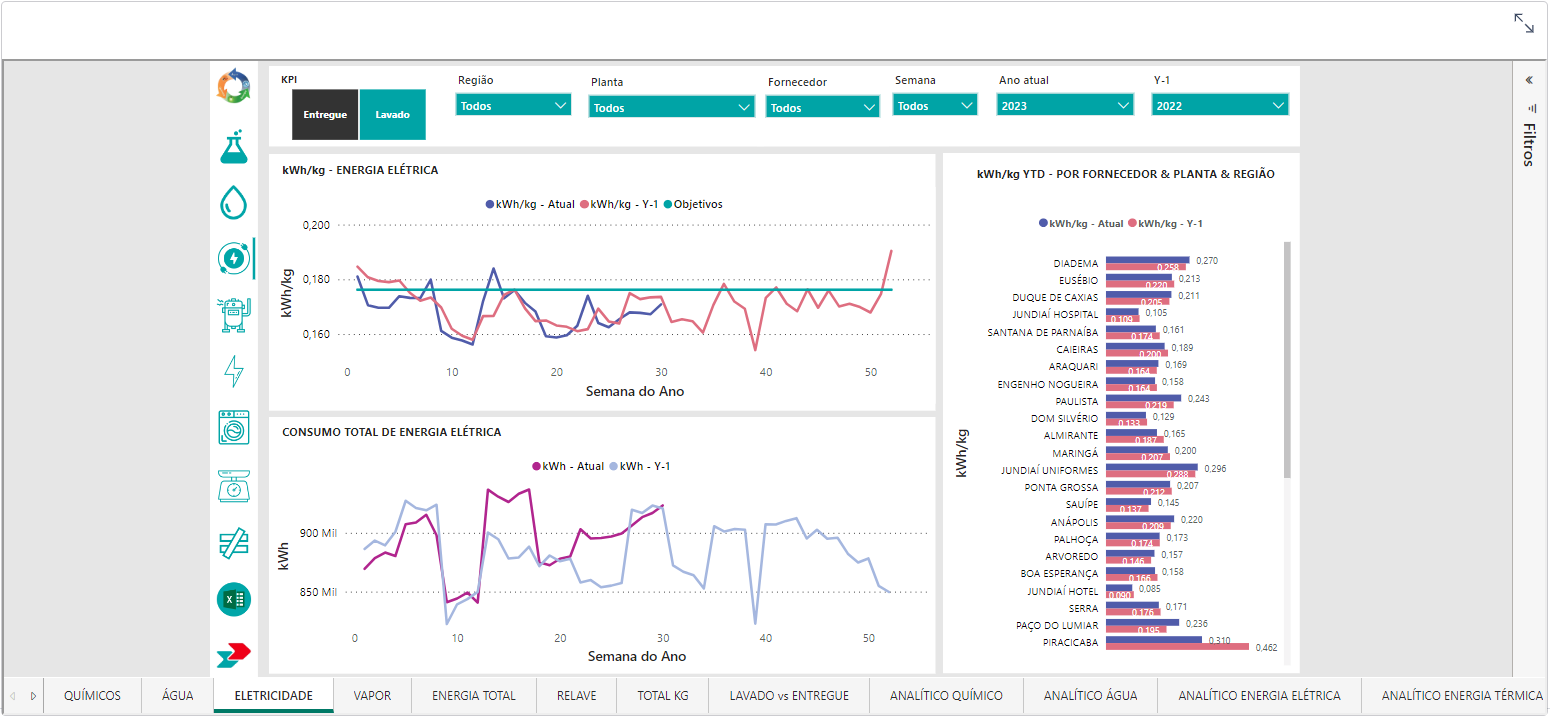 KPI
Entregue
Lavado
Região
Todos
Planta
Todos
Fornecedor
Todos
Semana
Todos
Ano atual
2023
Y-1
2022
Filtros
kWh/kg - ENERGIA ELÉTRICA
kWh/kg - Atual kWh/kg - Y-1 Objetivos
kWh/kg
0,200
0,180
0,160
0 10 20 30 40 50
Semana do Ano
CONSUMO TOTAL DE ENERGIA ELÉTRICA
kWh - Atual kWh - Y-1
kWh
900 Mil
850 Mil
0 10 20 30 40 50
Semana do Ano
kWh/kg YTD - POR FORNECEDOR & PLANTA & REGIÃO
kWh/kg - Atual kWh/kg - Y-1
kWh/kg
DIADEMA 0,270 0,258
EUSÉBIO 0,213 0,220
DUQUE DE CAXIAS 0,211 0,205
JUNDIAÍ HOSPITAL 0,105 0,109
SANTANA DE PARNAÍBA 0,161 0,174
CAIEIRAS 0,189 0,200
ARAQUARI 0,169 0,164
ENGENHO NOGUEIRA 0,158 0,164
PAULISTA 0,243 0,219
DOM SILVÉRIO 0,129 0,133
ALMIRANTE 0,165 0,187
MARINGÁ 0,200 0,207
JUNDIAÍ UNIFORMES 0,296 0,288
PONTA GROSSA 0,207 0,212
SAUÍPE 0,145 0,137
ANÁPOLIS 0,220 0,209
PALHOÇA 0,173 0,174
ARVOREDO 0,157 0,146
BOA ESPERANÇA 0,158 0,166
JUNDIAÍ HOTEL 0,085 0,090
SERRA 0,171 0,176
PAÇO DO LUMIAR 0,236 0,195
PIRACICABA 0,310 0,462
QUÍMICOS
ÁGUA
ELETRICIDADE
VAPOR
ENERGIA TOTAL
RELAVE
TOTAL KG
LAVADO vs ENTREGUE
ANALÍTICO QUÍMICO
ANALÍTICO ÁGUA
ANALÍTICO ENERGIA ELÉTRICA
ANALÍTICO ENERGIA TÉRMICA